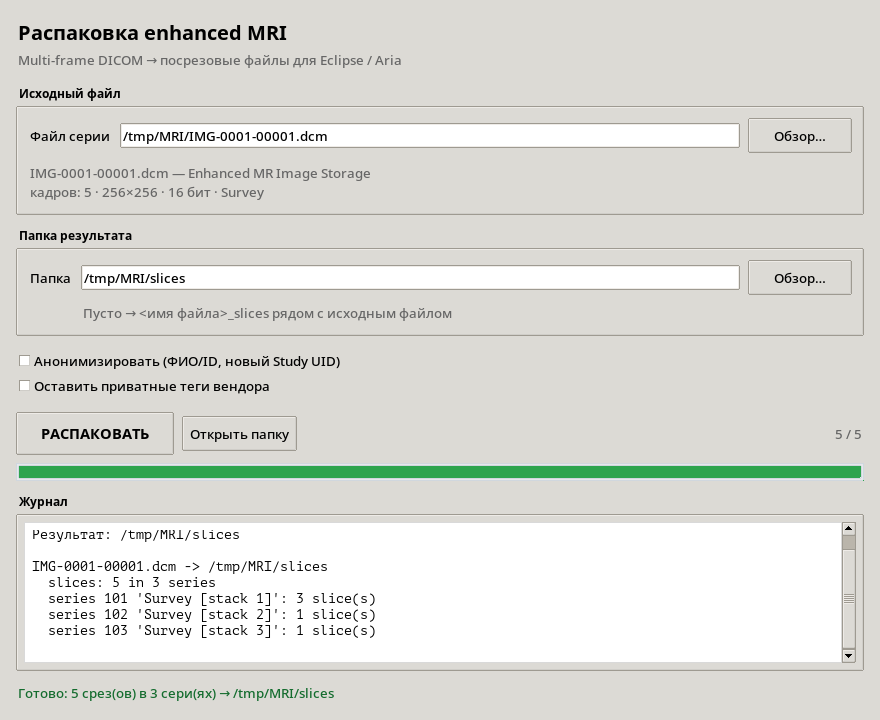 Распаковка enhanced MRI
Multi-frame DICOM → посрезовые файлы для Eclipse / Aria
Исходный файл
Файл серии /tmp/MRI/IMG-0001-00001.dcm Обзор...
IMG-0001-00001.dcm — Enhanced MR Image Storage
кадров: 5 · 256×256 · 16 бит · Survey
Папка результата
Папка /tmp/MRI/slices Обзор...
Пусто → <имя файла>_slices рядом с исходным файлом
Анонимизировать (ФИО/ID, новый Study UID)
Оставить приватные теги вендора
РАСПАКОВАТЬ Открыть папку 5 / 5
Журнал
Результат: /tmp/MRI/slices
IMG-0001-00001.dcm -> /tmp/MRI/slices
slices: 5 in 3 series
series 101 'Survey [stack 1]': 3 slice(s)
series 102 'Survey [stack 2]': 1 slice(s)
series 103 'Survey [stack 3]': 1 slice(s)
Готово: 5 срез(ов) в 3 сери(ях) → /tmp/MRI/slices